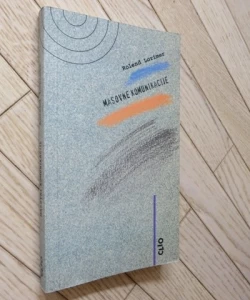 Roland Lorimer
MASOVNE KOMUNIKACIJE
CLIO